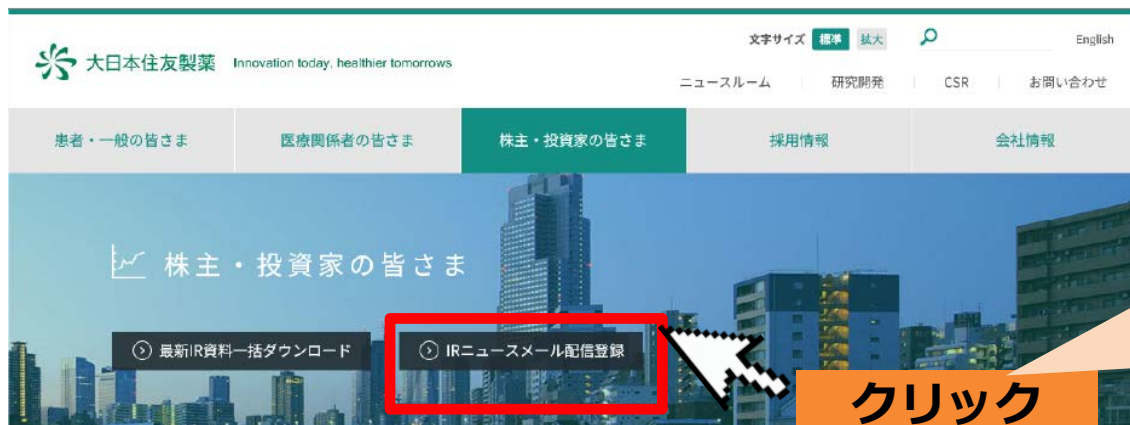 文字サイズ 標準 拡大 English
大日本住友製薬 Innovation today, healthier tomorrows
ニュースルーム 研究開発 CSR お問い合わせ
患者・一般の皆さま 医療関係者の皆さま 株主・投資家の皆さま 採用情報 会社情報
株主・投資家の皆さま
最新IR資料一括ダウンロード IRニュースメール配信登録
クリック